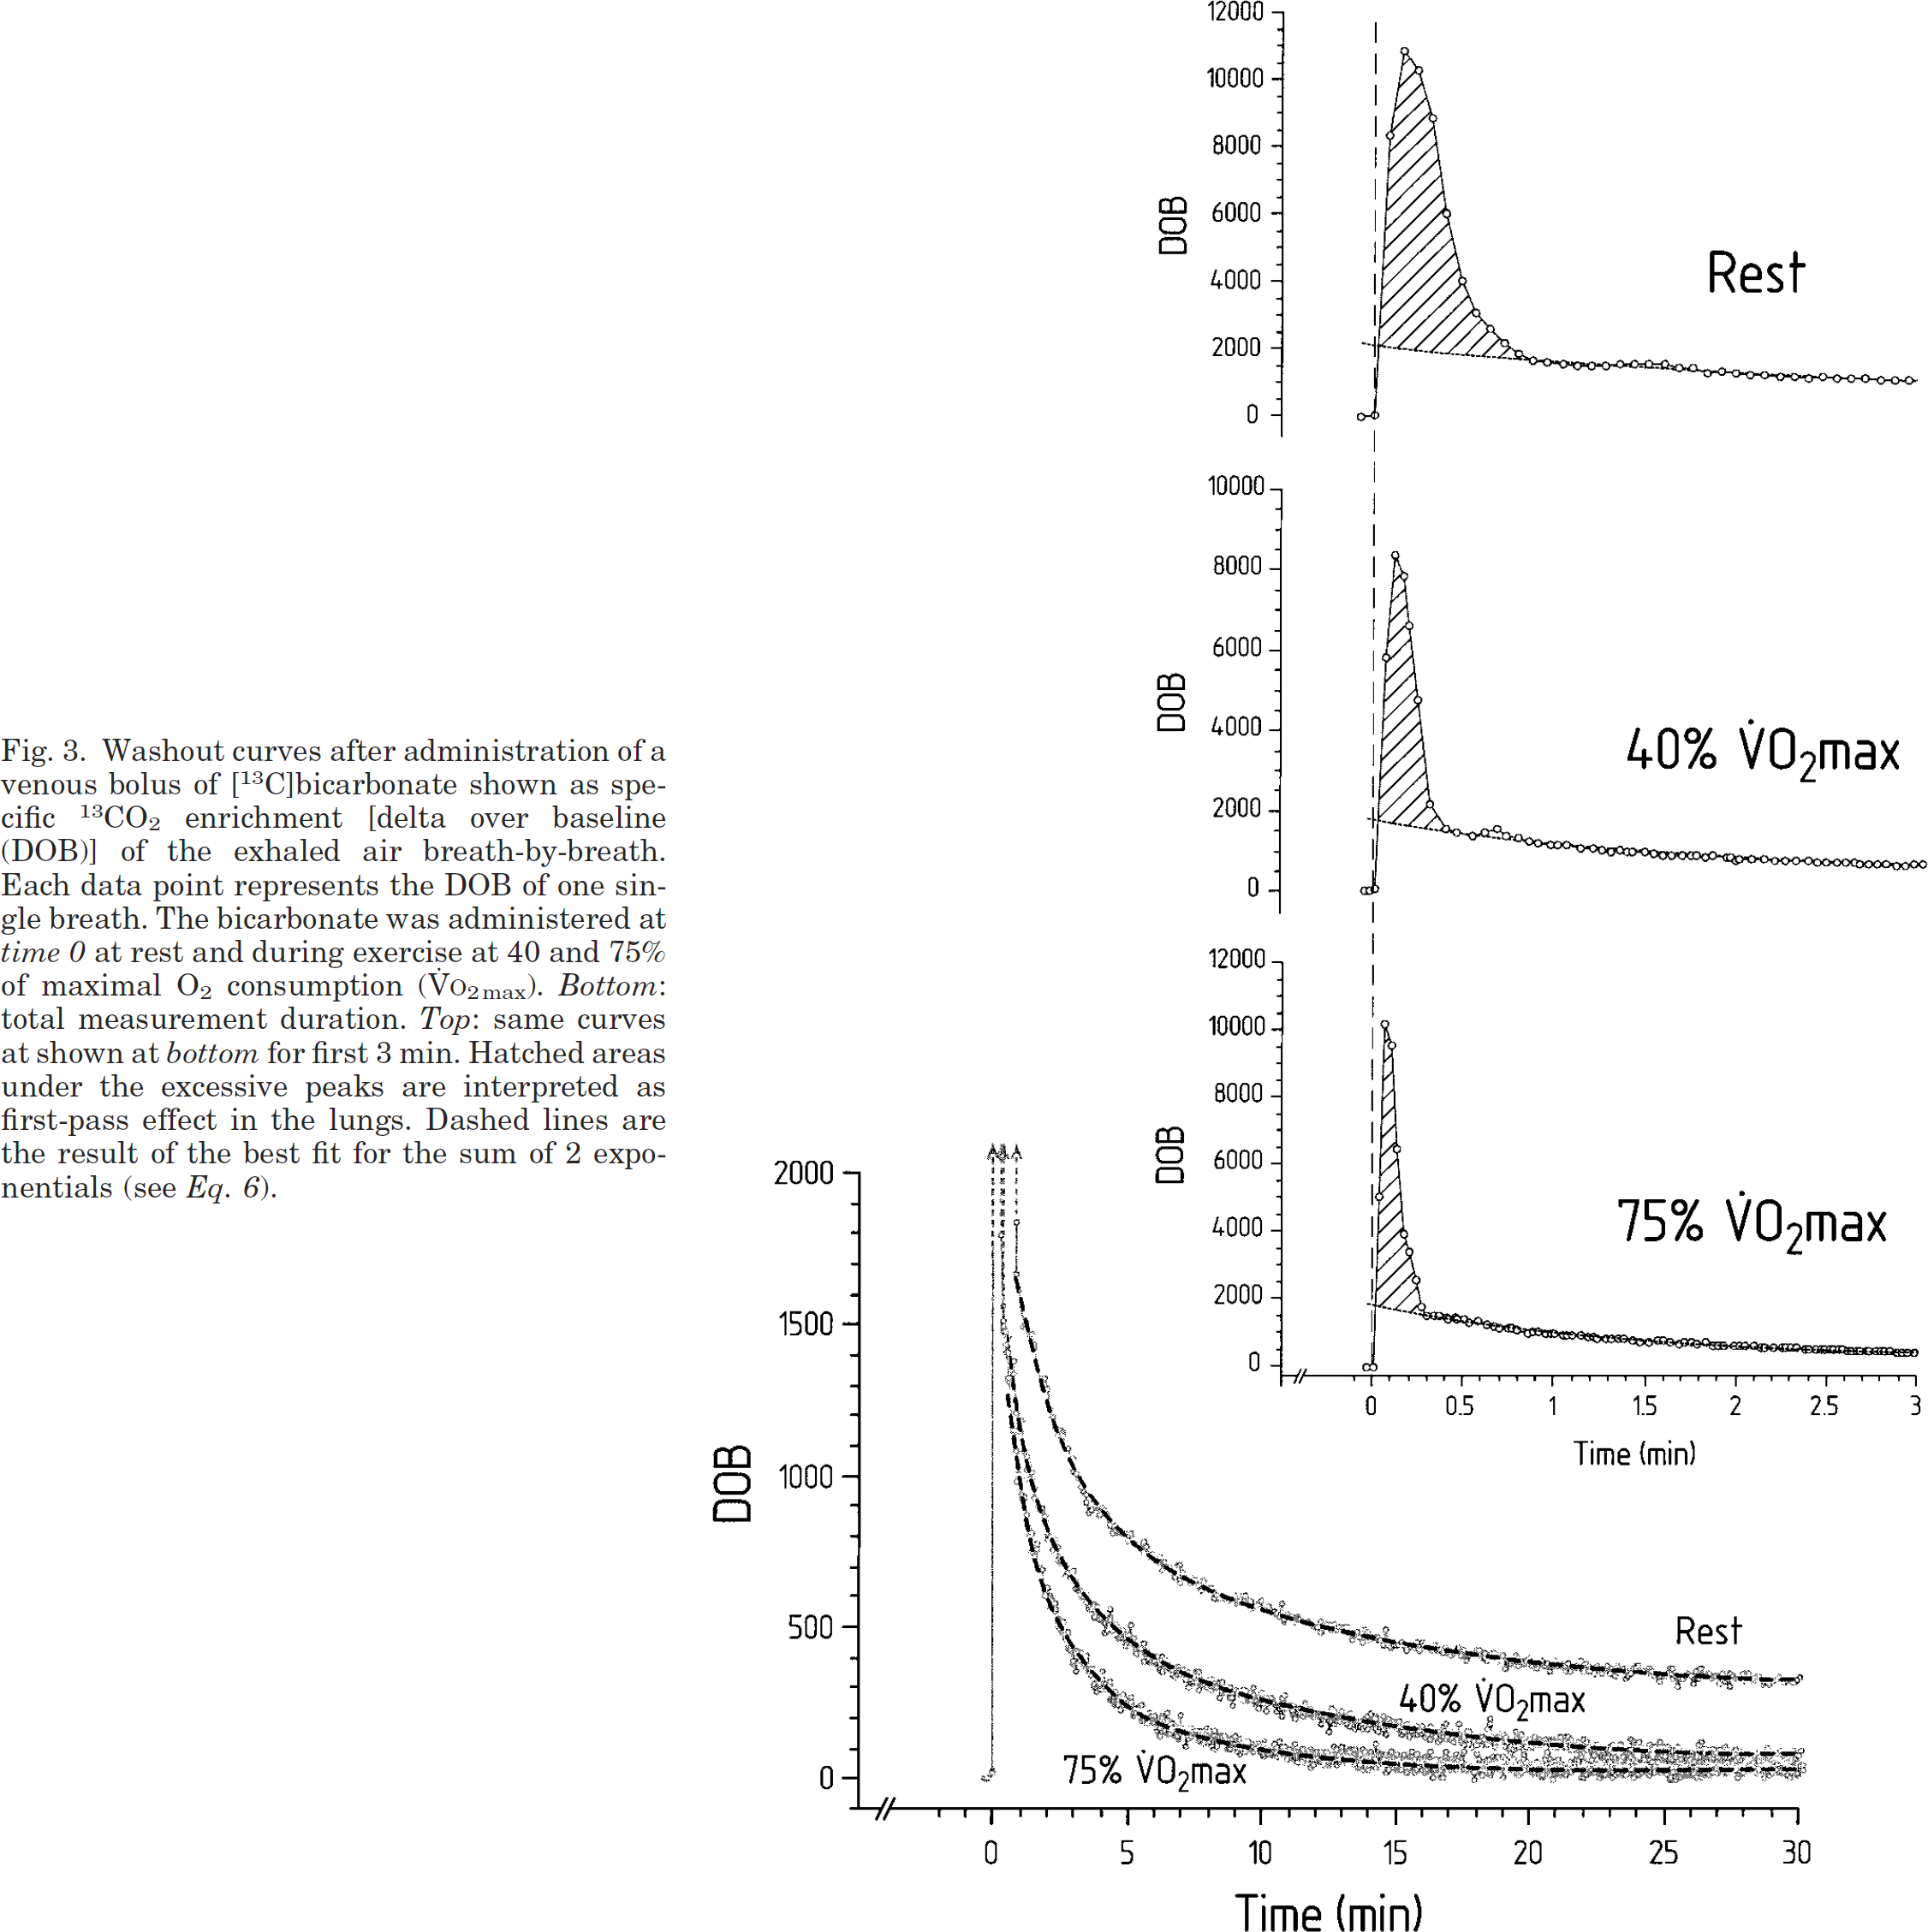 Fig. 3. Washout curves after administration of a
venous bolus of [¹³C]bicarbonate shown as spe-
cific ¹³CO₂ enrichment [delta over baseline
(DOB)] of the exhaled air breath-by-breath.
Each data point represents the DOB of one sin-
gle breath. The bicarbonate was administered at
time 0 at rest and during exercise at 40 and 75%
of maximal O₂ consumption (V̇O₂max). Bottom:
total measurement duration. Top: same curves
at shown at bottom for first 3 min. Hatched areas
under the excessive peaks are interpreted as
first-pass effect in the lungs. Dashed lines are
the result of the best fit for the sum of 2 expo-
nentials (see Eq. 6).
12000
10000
8000
6000
4000
2000
0
DOB
Rest
10000
8000
6000
4000
2000
0
DOB
40% V̇O₂max
12000
10000
8000
6000
4000
2000
0
DOB
75% V̇O₂max
0 0.5 1 1.5 2 2.5 3
Time (min)
2000
1500
1000
500
0
DOB
Rest
40% V̇O₂max
75% V̇O₂max
0 5 10 15 20 25 30
Time (min)